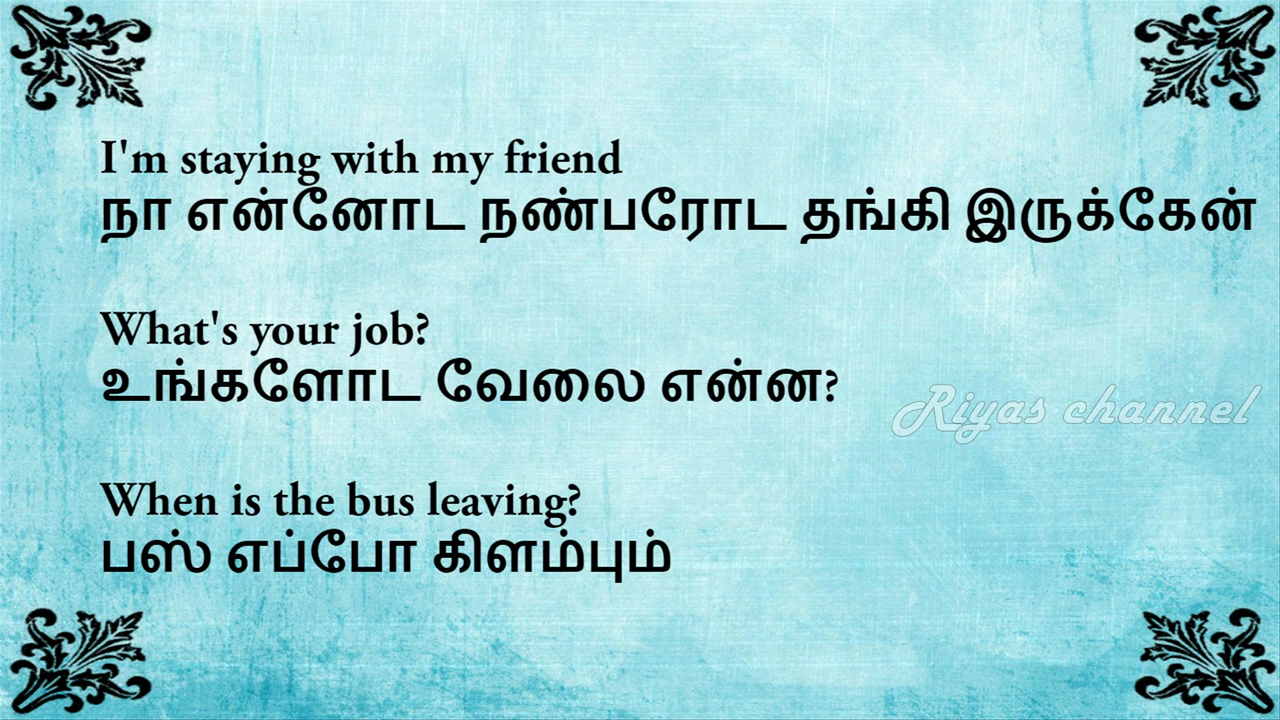 I'm staying with my friend
நா என்னோட நண்பரோட தங்கி இருக்கேன்
What's your job?
உங்களோட வேலை என்ன?
Riyas channel
When is the bus leaving?
பஸ் எப்போ கிளம்பும்